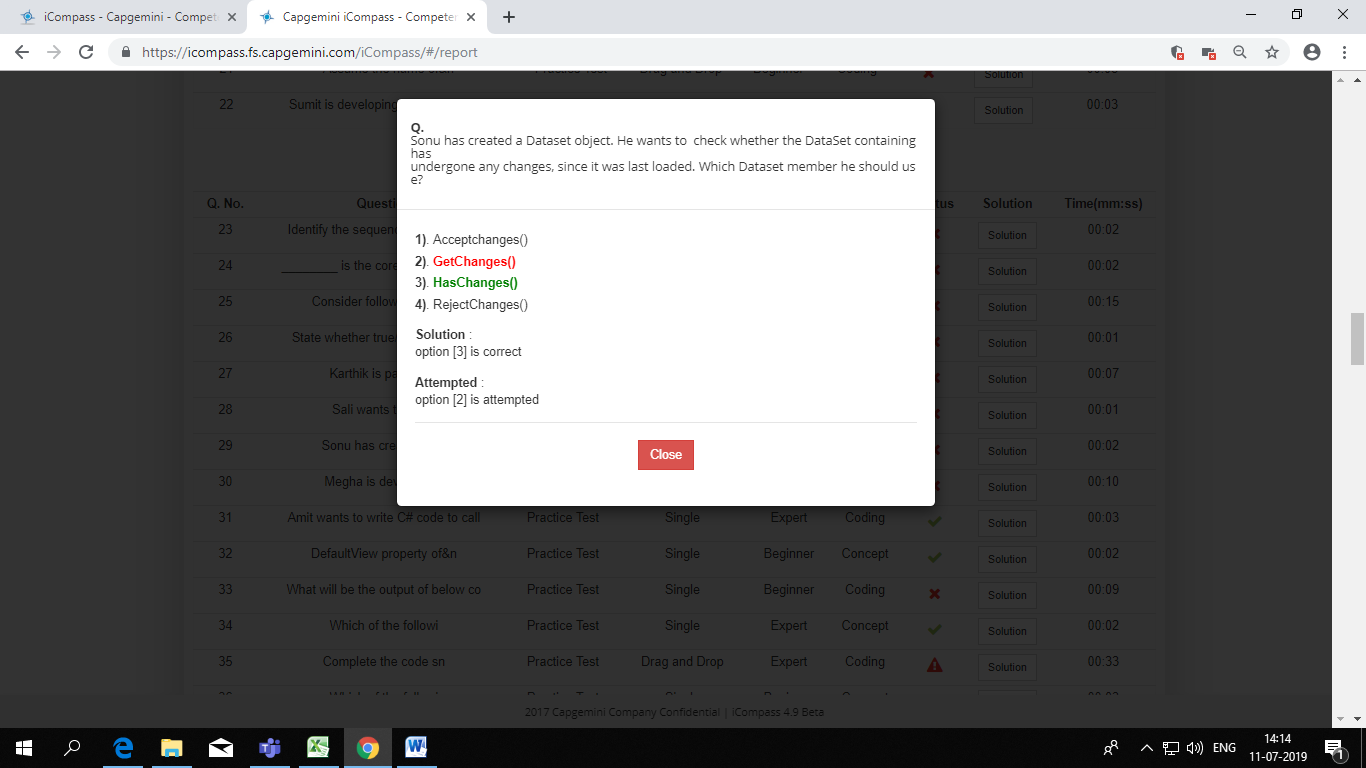 iCompass - Capgemini - Compet
Capgemini iCompass - Competer
https://icompass.fs.capgemini.com/iCompass/#/report
Solution
22 Sumit is developing Solution 00:03
Q.
Sonu has created a Dataset object. He wants to check whether the DataSet containing
has
undergone any changes, since it was last loaded. Which Dataset member he should us
e?
1). Acceptchanges()
2). GetChanges()
3). HasChanges()
4). RejectChanges()
Solution :
option [3] is correct
Attempted :
option [2] is attempted
Close
Q. No. Questi tus Solution Time(mm:ss)
23 Identify the sequen Solution 00:02
24 ________ is the core Solution 00:02
25 Consider follow Solution 00:15
26 State whether true Solution 00:01
27 Karthik is pa Solution 00:07
28 Sali wants t Solution 00:01
29 Sonu has cre Solution 00:02
30 Megha is dev Solution 00:10
31 Amit wants to write C# code to call Practice Test Single Expert Coding Solution 00:03
32 DefaultView property of&n Practice Test Single Beginner Concept Solution 00:02
33 What will be the output of below co Practice Test Single Beginner Coding Solution 00:09
34 Which of the followi Practice Test Single Expert Concept Solution 00:02
35 Complete the code sn Practice Test Drag and Drop Expert Coding Solution 00:33
2017 Capgemini Company Confidential | iCompass 4.9 Beta
ENG
14:14
11-07-2019
1